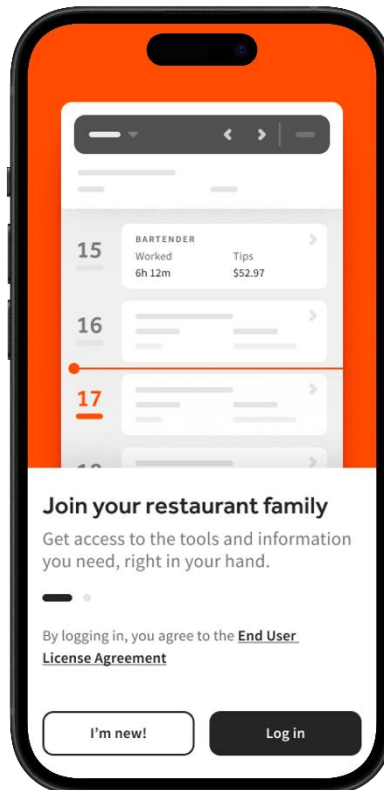 15
BARTENDER
Worked Tips
6h 12m $52.97
16
17
Join your restaurant family
Get access to the tools and information
you need, right in your hand.
By logging in, you agree to the End User
License Agreement
I'm new! Log in